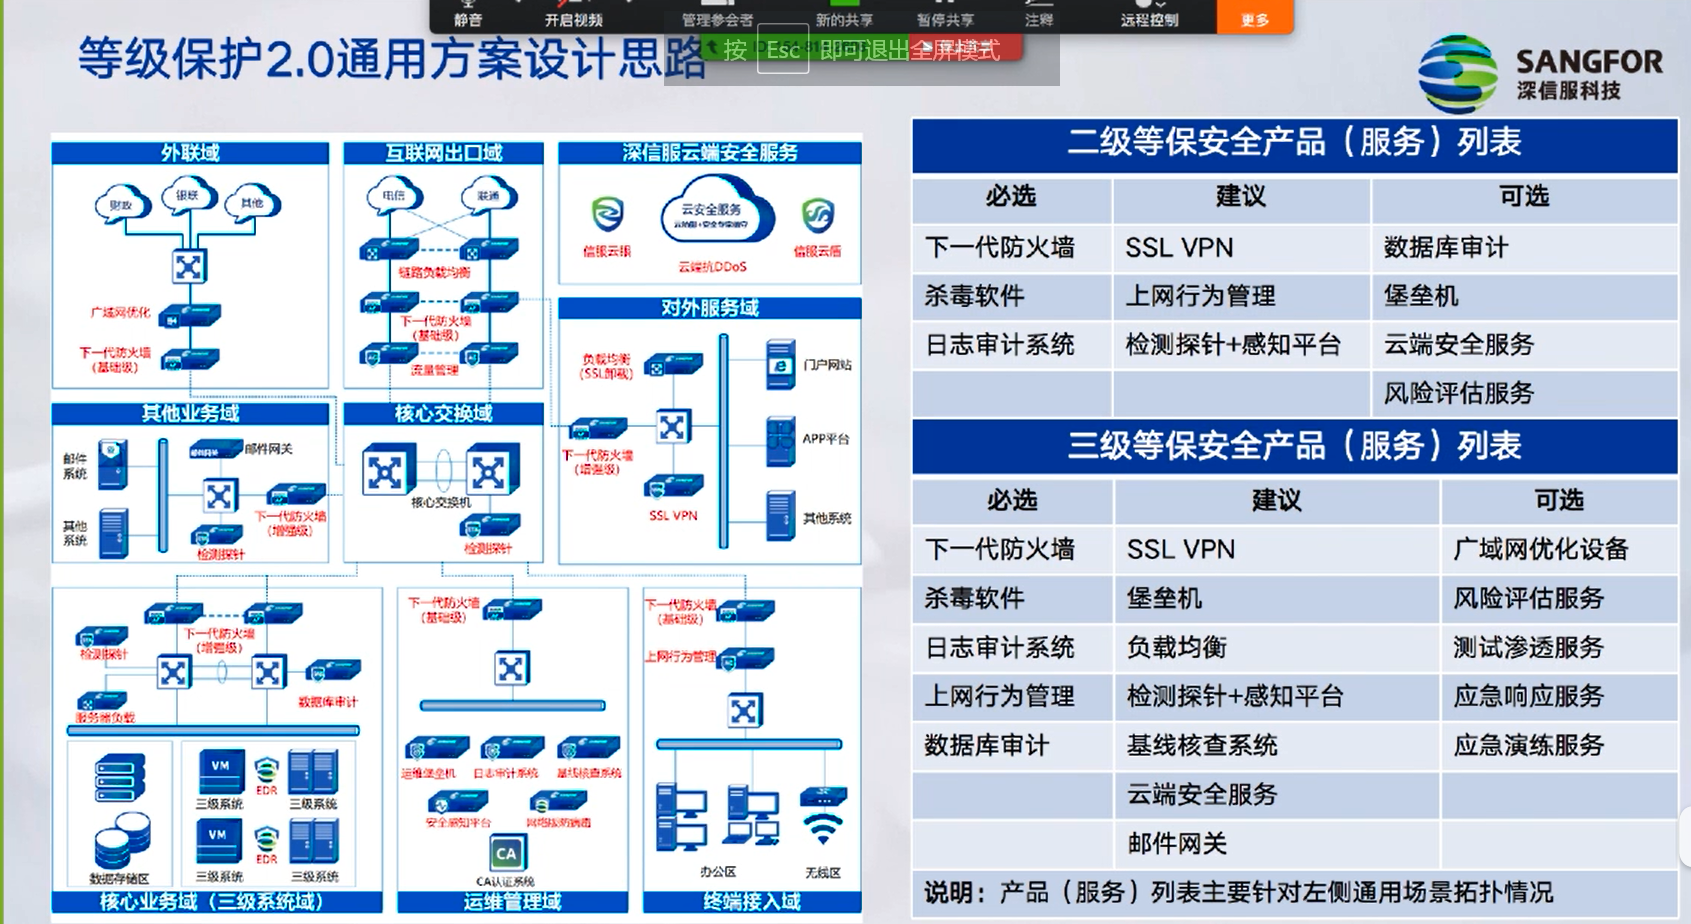 静音
开启视频
管理参会者
新的共享
暂停共享
注释
远程控制
更多
按 Esc 即可退出全屏模式
等级保护2.0通用方案设计思路
SANGFOR
深信服科技
外联域
财政
银联
其他
广域网优化
下一代防火墙
(基础级)
互联网出口域
电信
联通
链路负载均衡
下一代防火墙
(基础级)
流量管理
深信服云端安全服务
信服云眼
云安全服务
云端抗DDoS
信服云盾
对外服务域
负载均衡
(SSL卸载)
下一代防火墙
(增强级)
SSL VPN
门户网站
APP平台
其他系统
其他业务域
邮件
系统
其他
系统
邮件网关
邮件网关
下一代防火墙
(增强级)
检测探针
核心交换域
核心交换机
检测探针
下一代防火墙
(增强级)
检测探针
服务器负载
数据库审计
数据存储区
VM
三级系统
EDR
三级系统
VM
三级系统
EDR
三级系统
核心业务域（三级系统域）
下一代防火墙
(基础级)
运维堡垒机
日志审计系统
基线核查系统
安全感知平台
网络版防病毒
CA
CA认证系统
运维管理域
下一代防火墙
(基础级)
上网行为管理
办公区
无线区
终端接入域
二级等保安全产品（服务）列表
必选 建议 可选
下一代防火墙 SSL VPN 数据库审计
杀毒软件 上网行为管理 堡垒机
日志审计系统 检测探针+感知平台 云端安全服务
风险评估服务
三级等保安全产品（服务）列表
必选 建议 可选
下一代防火墙 SSL VPN 广域网优化设备
杀毒软件 堡垒机 风险评估服务
日志审计系统 负载均衡 测试渗透服务
上网行为管理 检测探针+感知平台 应急响应服务
数据库审计 基线核查系统 应急演练服务
云端安全服务
邮件网关
说明：产品（服务）列表主要针对左侧通用场景拓扑情况